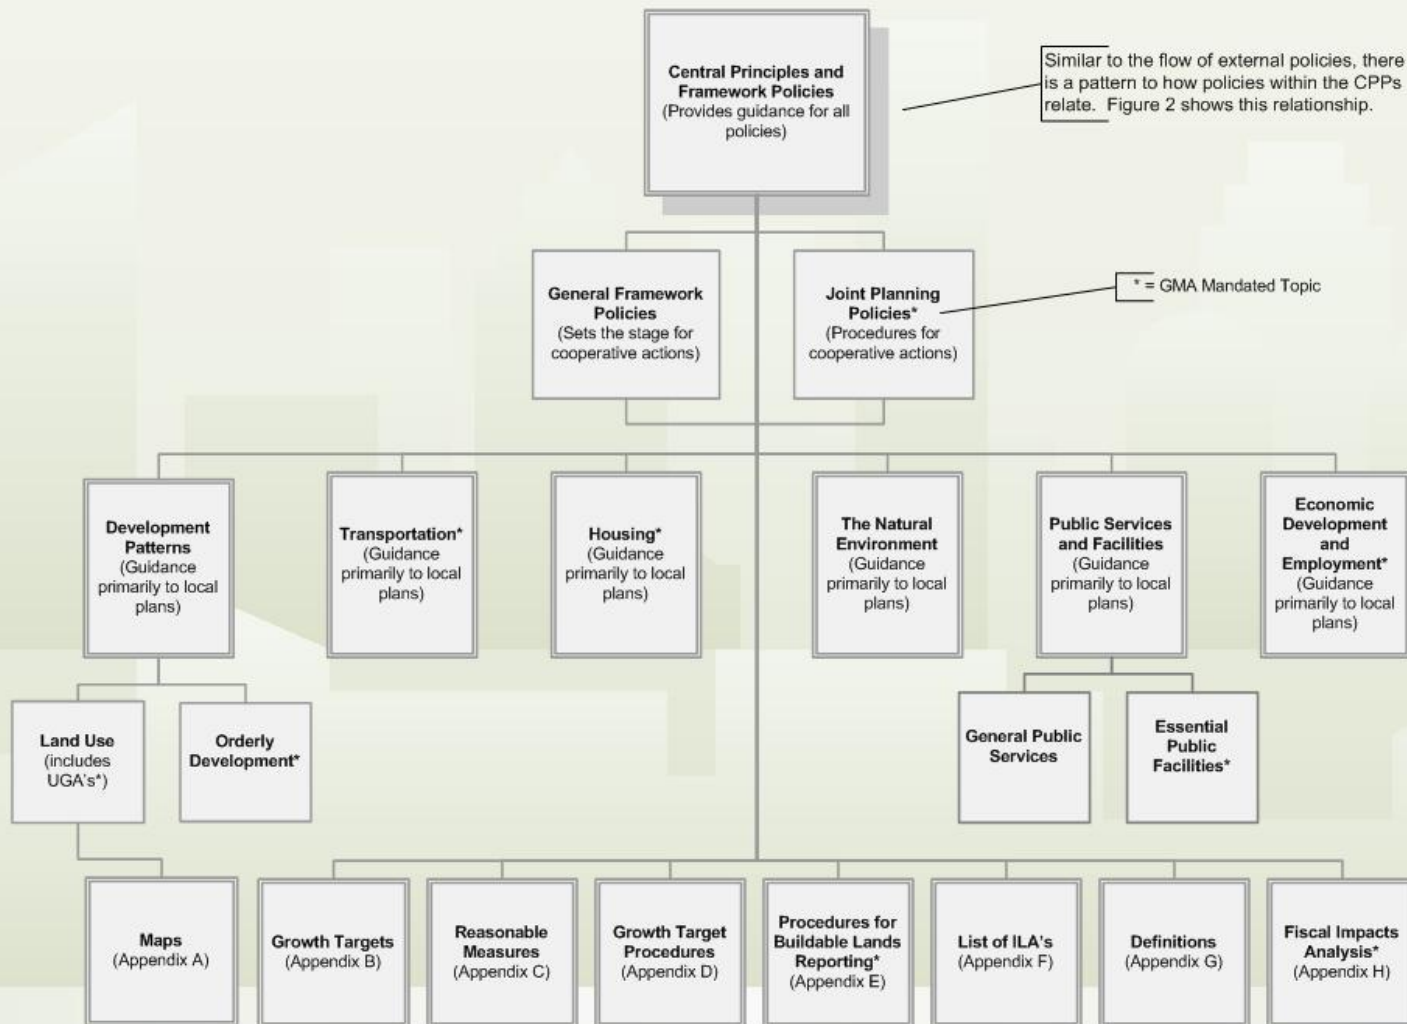 Central Principles and
Framework Policies
(Provides guidance for all
policies)
Similar to the flow of external policies, there
is a pattern to how policies within the CPPs
relate.  Figure 2 shows this relationship.
General Framework
Policies
(Sets the stage for
cooperative actions)
Joint Planning
Policies*
(Procedures for
cooperative actions)
* = GMA Mandated Topic
Development
Patterns
(Guidance
primarily to local
plans)
Transportation*
(Guidance
primarily to local
plans)
Housing*
(Guidance
primarily to local
plans)
The Natural
Environment
(Guidance
primarily to local
plans)
Public Services
and Facilities
(Guidance
primarily to local
plans)
Economic
Development
and
Employment*
(Guidance
primarily to local
plans)
Land Use
(includes
UGA's*)
Orderly
Development*
General Public
Services
Essential
Public
Facilities*
Maps
(Appendix A)
Growth Targets
(Appendix B)
Reasonable
Measures
(Appendix C)
Growth Target
Procedures
(Appendix D)
Procedures for
Buildable Lands
Reporting*
(Appendix E)
List of ILA's
(Appendix F)
Definitions
(Appendix G)
Fiscal Impacts
Analysis*
(Appendix H)